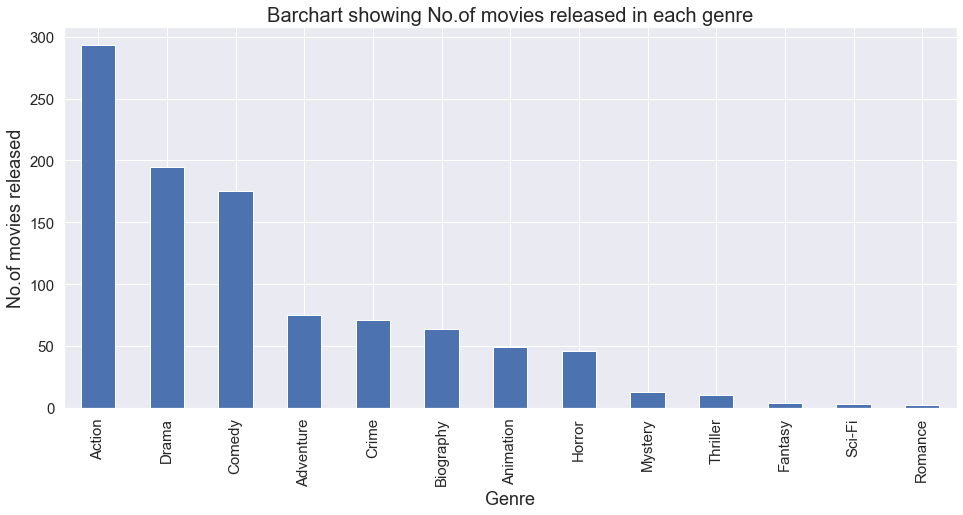 Barchart showing No.of movies released in each genre
No.of movies released
300
250
200
150
100
50
0
Action
Drama
Comedy
Adventure
Crime
Biography
Animation
Horror
Mystery
Thriller
Fantasy
Sci-Fi
Romance
Genre